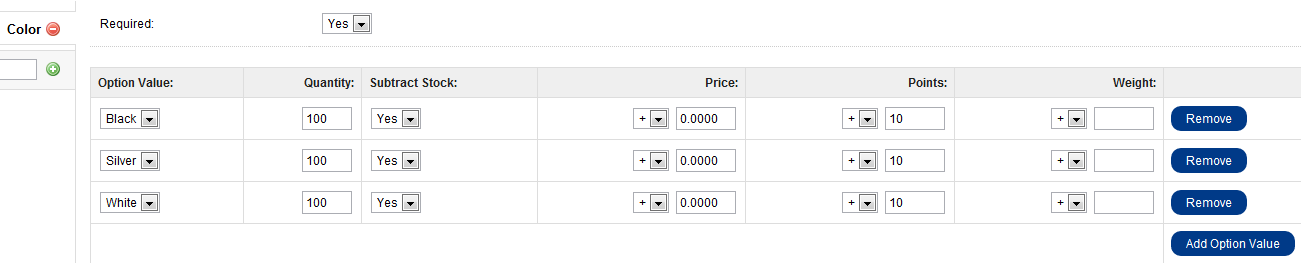 Color
Required: Yes
Option Value: Quantity: Subtract Stock: Price: Points: Weight:
Black 100 Yes + 0.0000 + 10 + Remove
Silver 100 Yes + 0.0000 + 10 + Remove
White 100 Yes + 0.0000 + 10 + Remove
Add Option Value